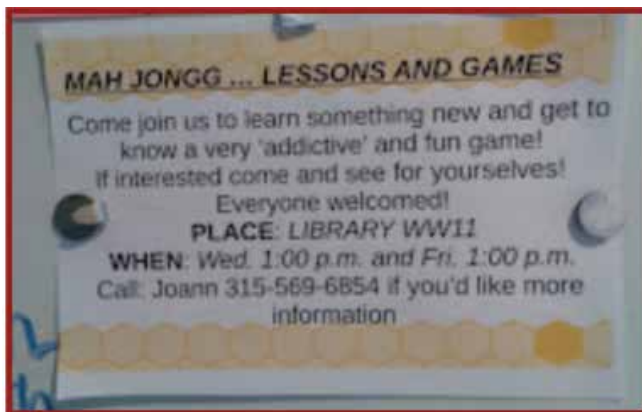 MAH JONGG ... LESSONS AND GAMES
Come join us to learn something new and get to
know a very 'addictive' and fun game!
If interested come and see for yourselves!
Everyone welcomed!
PLACE: LIBRARY WW11
WHEN: Wed. 1:00 p.m. and Fri. 1:00 p.m.
Call: Joann 315-569-6854 if you'd like more
information